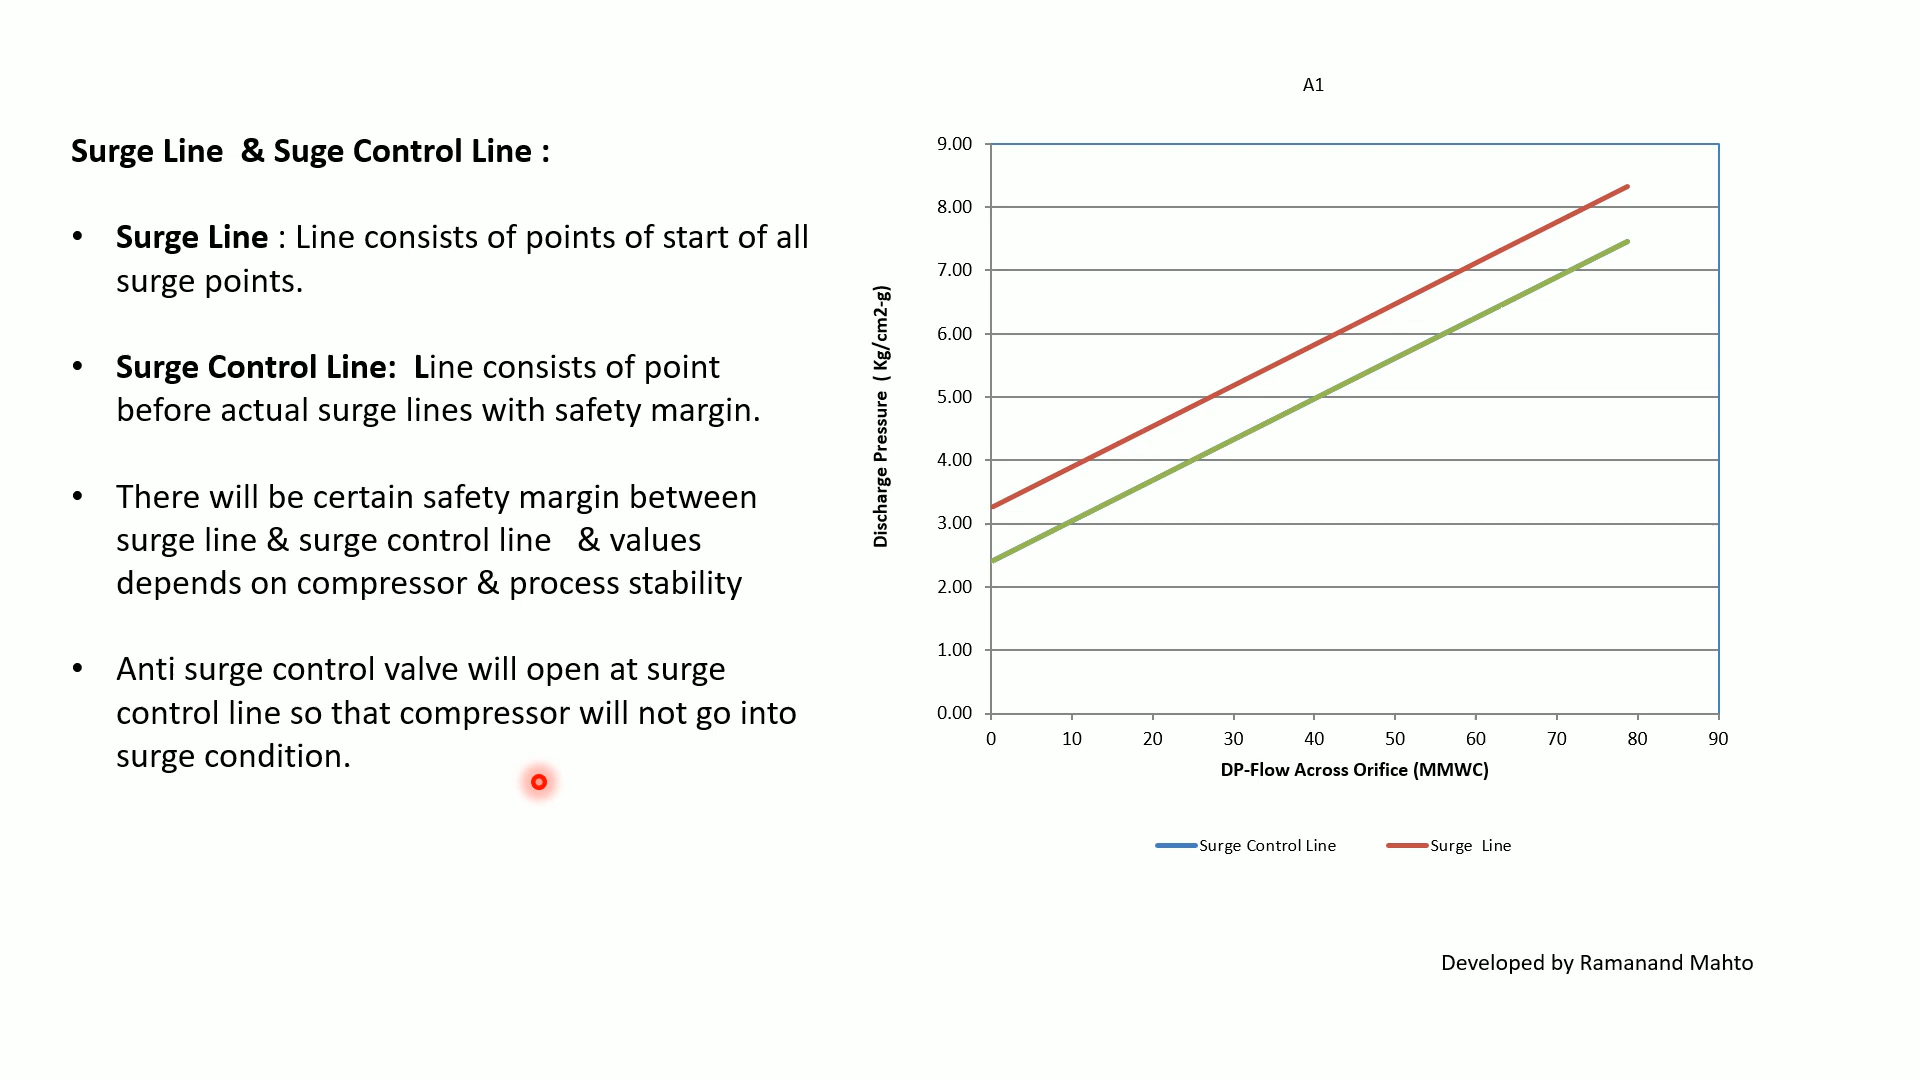 Surge Line  & Suge Control Line :
• Surge Line : Line consists of points of start of all
surge points.
• Surge Control Line:  Line consists of point
before actual surge lines with safety margin.
• There will be certain safety margin between
surge line & surge control line   & values
depends on compressor & process stability
• Anti surge control valve will open at surge
control line so that compressor will not go into
surge condition.
A1
Discharge Pressure  ( Kg/cm2-g)
9.00
8.00
7.00
6.00
5.00
4.00
3.00
2.00
1.00
0.00
0 10 20 30 40 50 60 70 80 90
DP-Flow Across Orifice (MMWC)
Surge Control Line Surge  Line
Developed by Ramanand Mahto